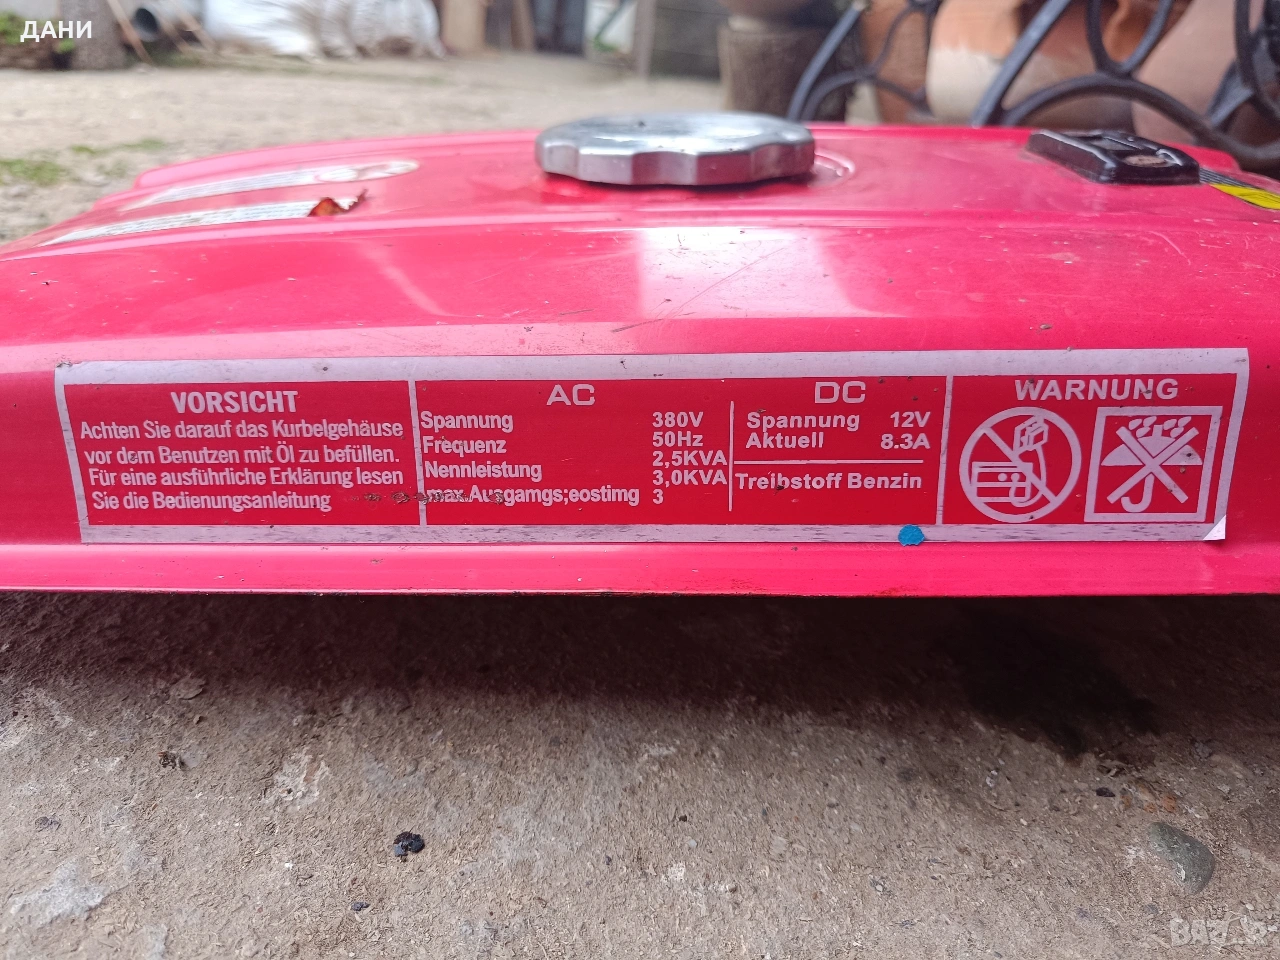 ДАНИ
VORSICHT
Achten Sie darauf das Kurbelgehäuse
vor dem Benutzen mit Öl zu befüllen.
Für eine ausführliche Erklärung lesen
Sie die Bedienungsanleitung
AC
Spannung 380V
Frequenz 50Hz
Nennleistung 2,5KVA
max.Ausgamgs;eostimg 3,0KVA
3
DC
Spannung 12V
Aktuell 8.3A
Treibstoff Benzin
WARNUNG
BAZ.BG